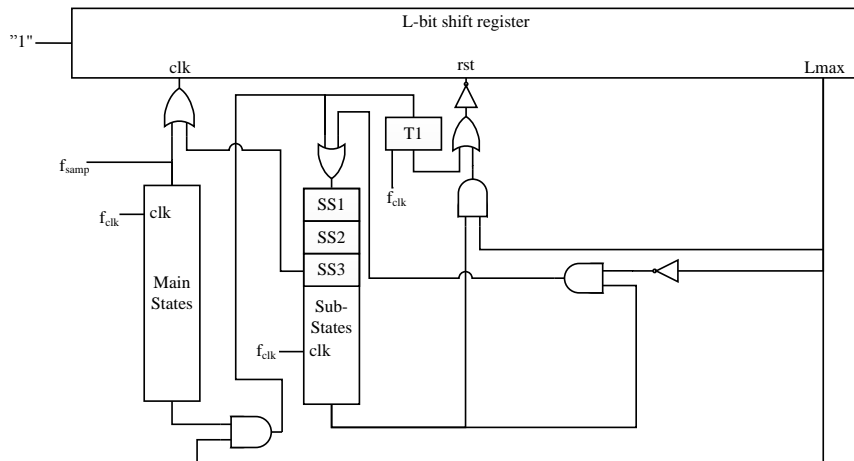 L-bit shift register
”1"
clk
rst
Lmax
T1
f_samp
f_clk
SS1
f_clk
clk
SS2
SS3
Main
States
Sub-
States
f_clk
clk